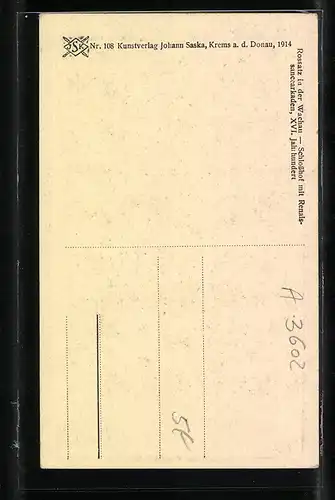 JSK Nr. 108 Kunstverlag Johann Saska, Krems a. d. Donau, 1914
Rossatz in der Wachau — Schloßhof mit Renais-
sancearkaden, XVI. Jahrhundert
A 3602